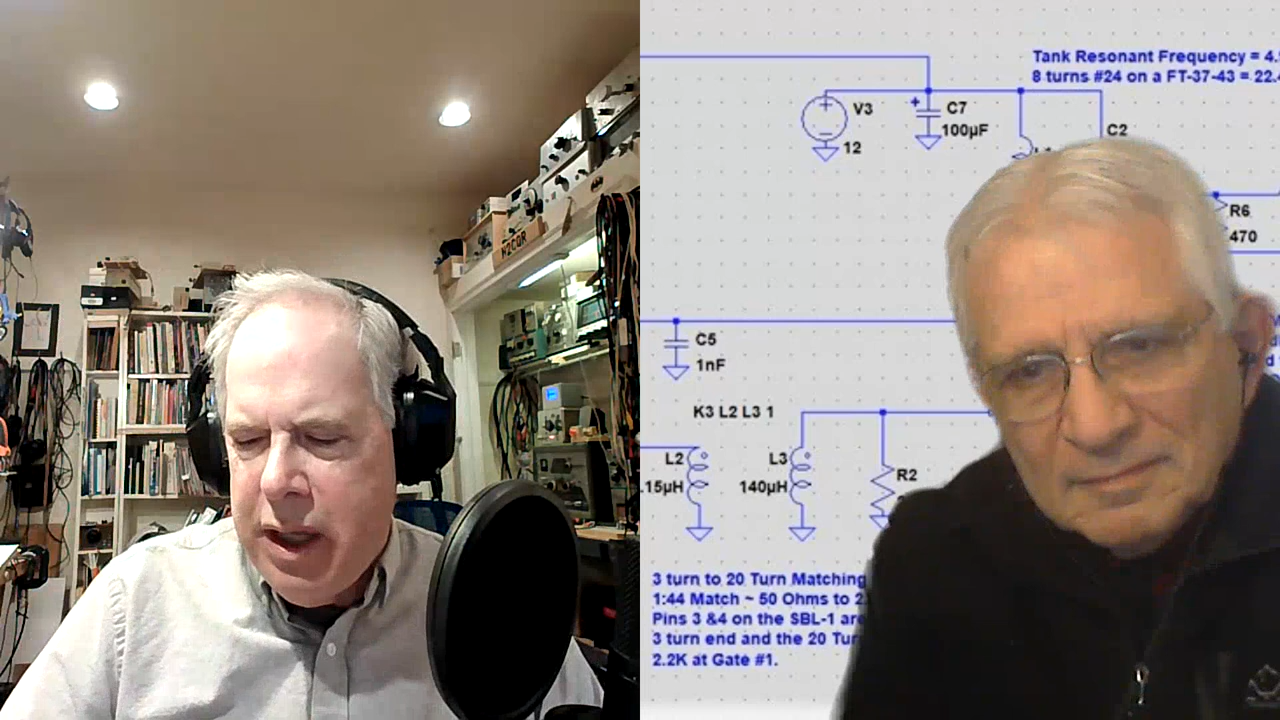 N2CQR
Tank Resonant Frequency = 4.
8 turns #24 on a FT-37-43 = 22.
V3
C7
100µF
12
C2
R6
470
C5
1nF
K3 L2 L3 1
L2
.15µH
L3
140µH
R2
3 turn to 20 Turn Matching
1:44 Match ~ 50 Ohms to 2.
Pins 3 &4 on the SBL-1 are
3 turn end and the 20 Tur
2.2K at Gate #1.